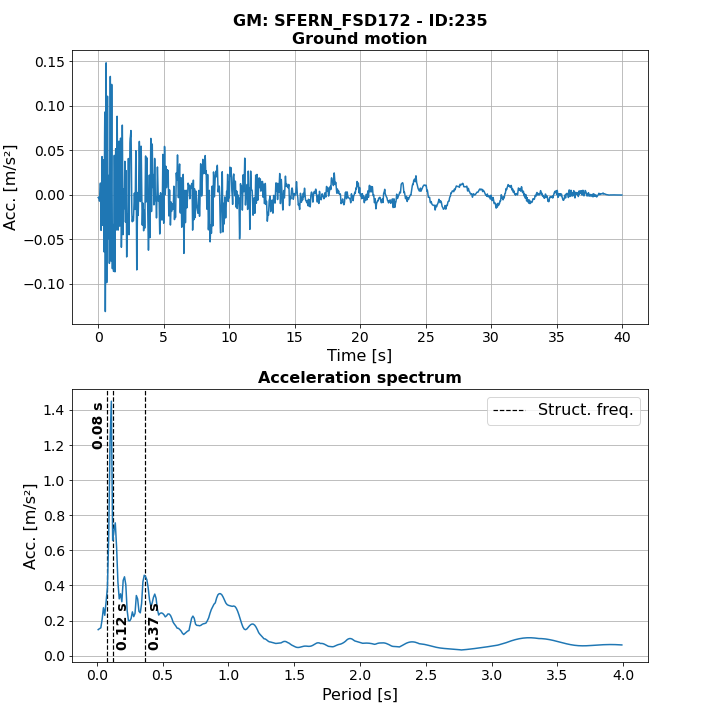 GM: SFERN_FSD172 - ID:235
Ground motion
0.15
0.10
0.05
0.00
−0.05
−0.10
Acc. [m/s²]
0 5 10 15 20 25 30 35 40
Time [s]
Acceleration spectrum
1.4
1.2
1.0
0.8
0.6
0.4
0.2
0.0
Acc. [m/s²]
Struct. freq.
0.08 s
0.12 s
0.37 s
0.0 0.5 1.0 1.5 2.0 2.5 3.0 3.5 4.0
Period [s]